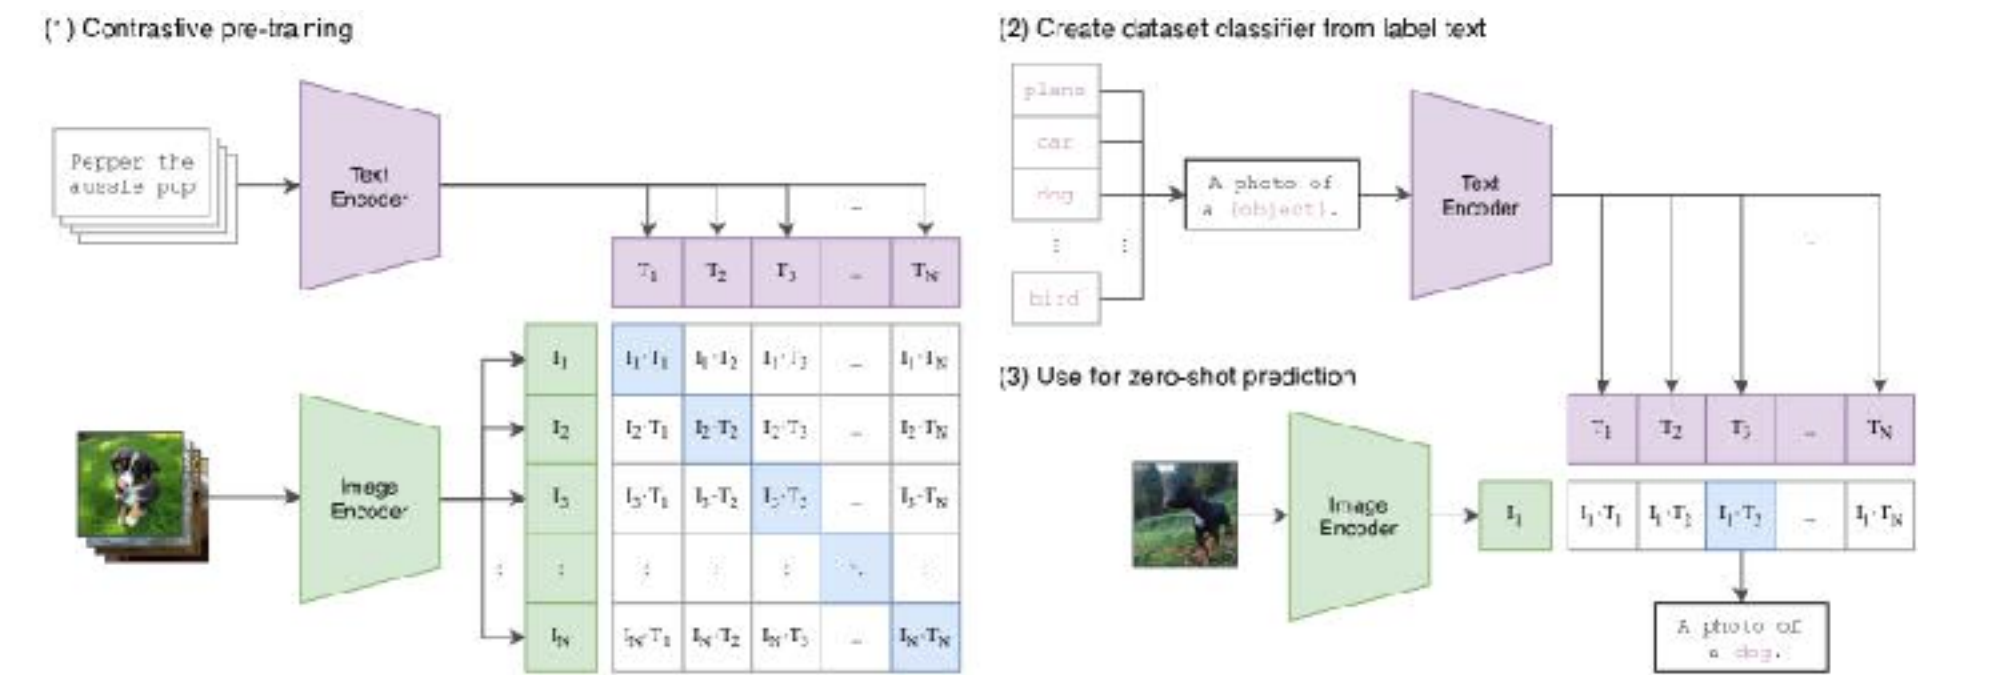 (1) Contrastive pre-training
Pepper the
aussie pup
Text
Encoder
T1 T2 T3 ... TN
Image
Encoder
I1 I1·T1 I1·T2 I1·T3 ... I1·TN
I2 I2·T1 I2·T2 I2·T3 ... I2·TN
I3 I3·T1 I3·T2 I3·T3 ... I3·TN
⋮ ⋮ ⋮ ⋮ ⋱ ⋮
IN IN·T1 IN·T2 IN·T3 ... IN·TN
(2) Create dataset classifier from label text
plane
car
dog
⋮
bird
A photo of
a {object}.
Text
Encoder
(3) Use for zero-shot prediction
T1 T2 T3 ... TN
Image
Encoder
I1 I1·T1 I1·T2 I1·T3 ... I1·TN
A photo of
a dog.